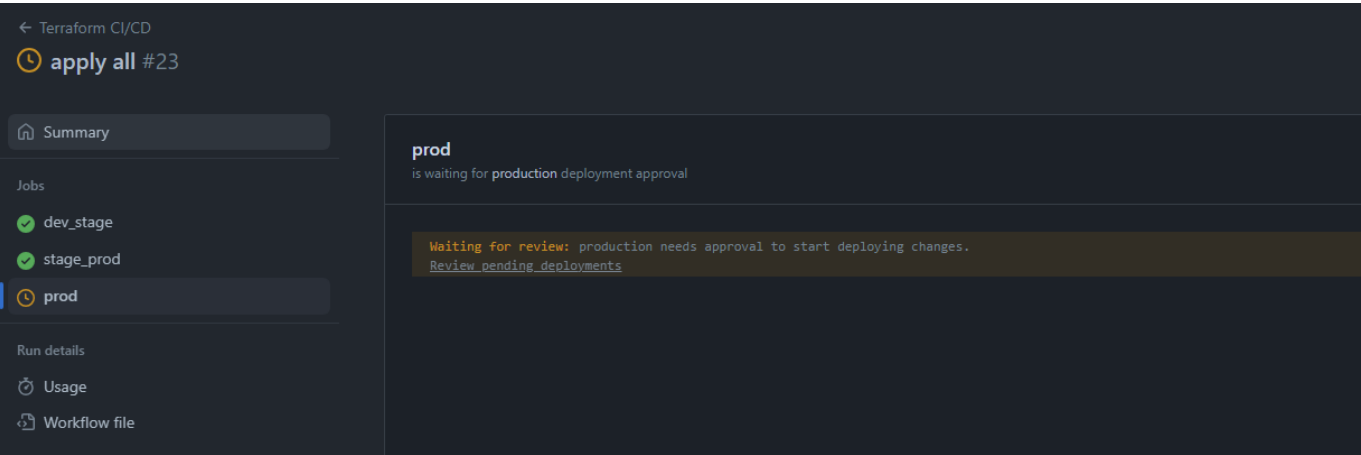 ← Terraform CI/CD
apply all #23
Summary
Jobs
dev_stage
stage_prod
prod
Run details
Usage
Workflow file
prod
is waiting for production deployment approval
Waiting for review: production needs approval to start deploying changes.
Review pending deployments